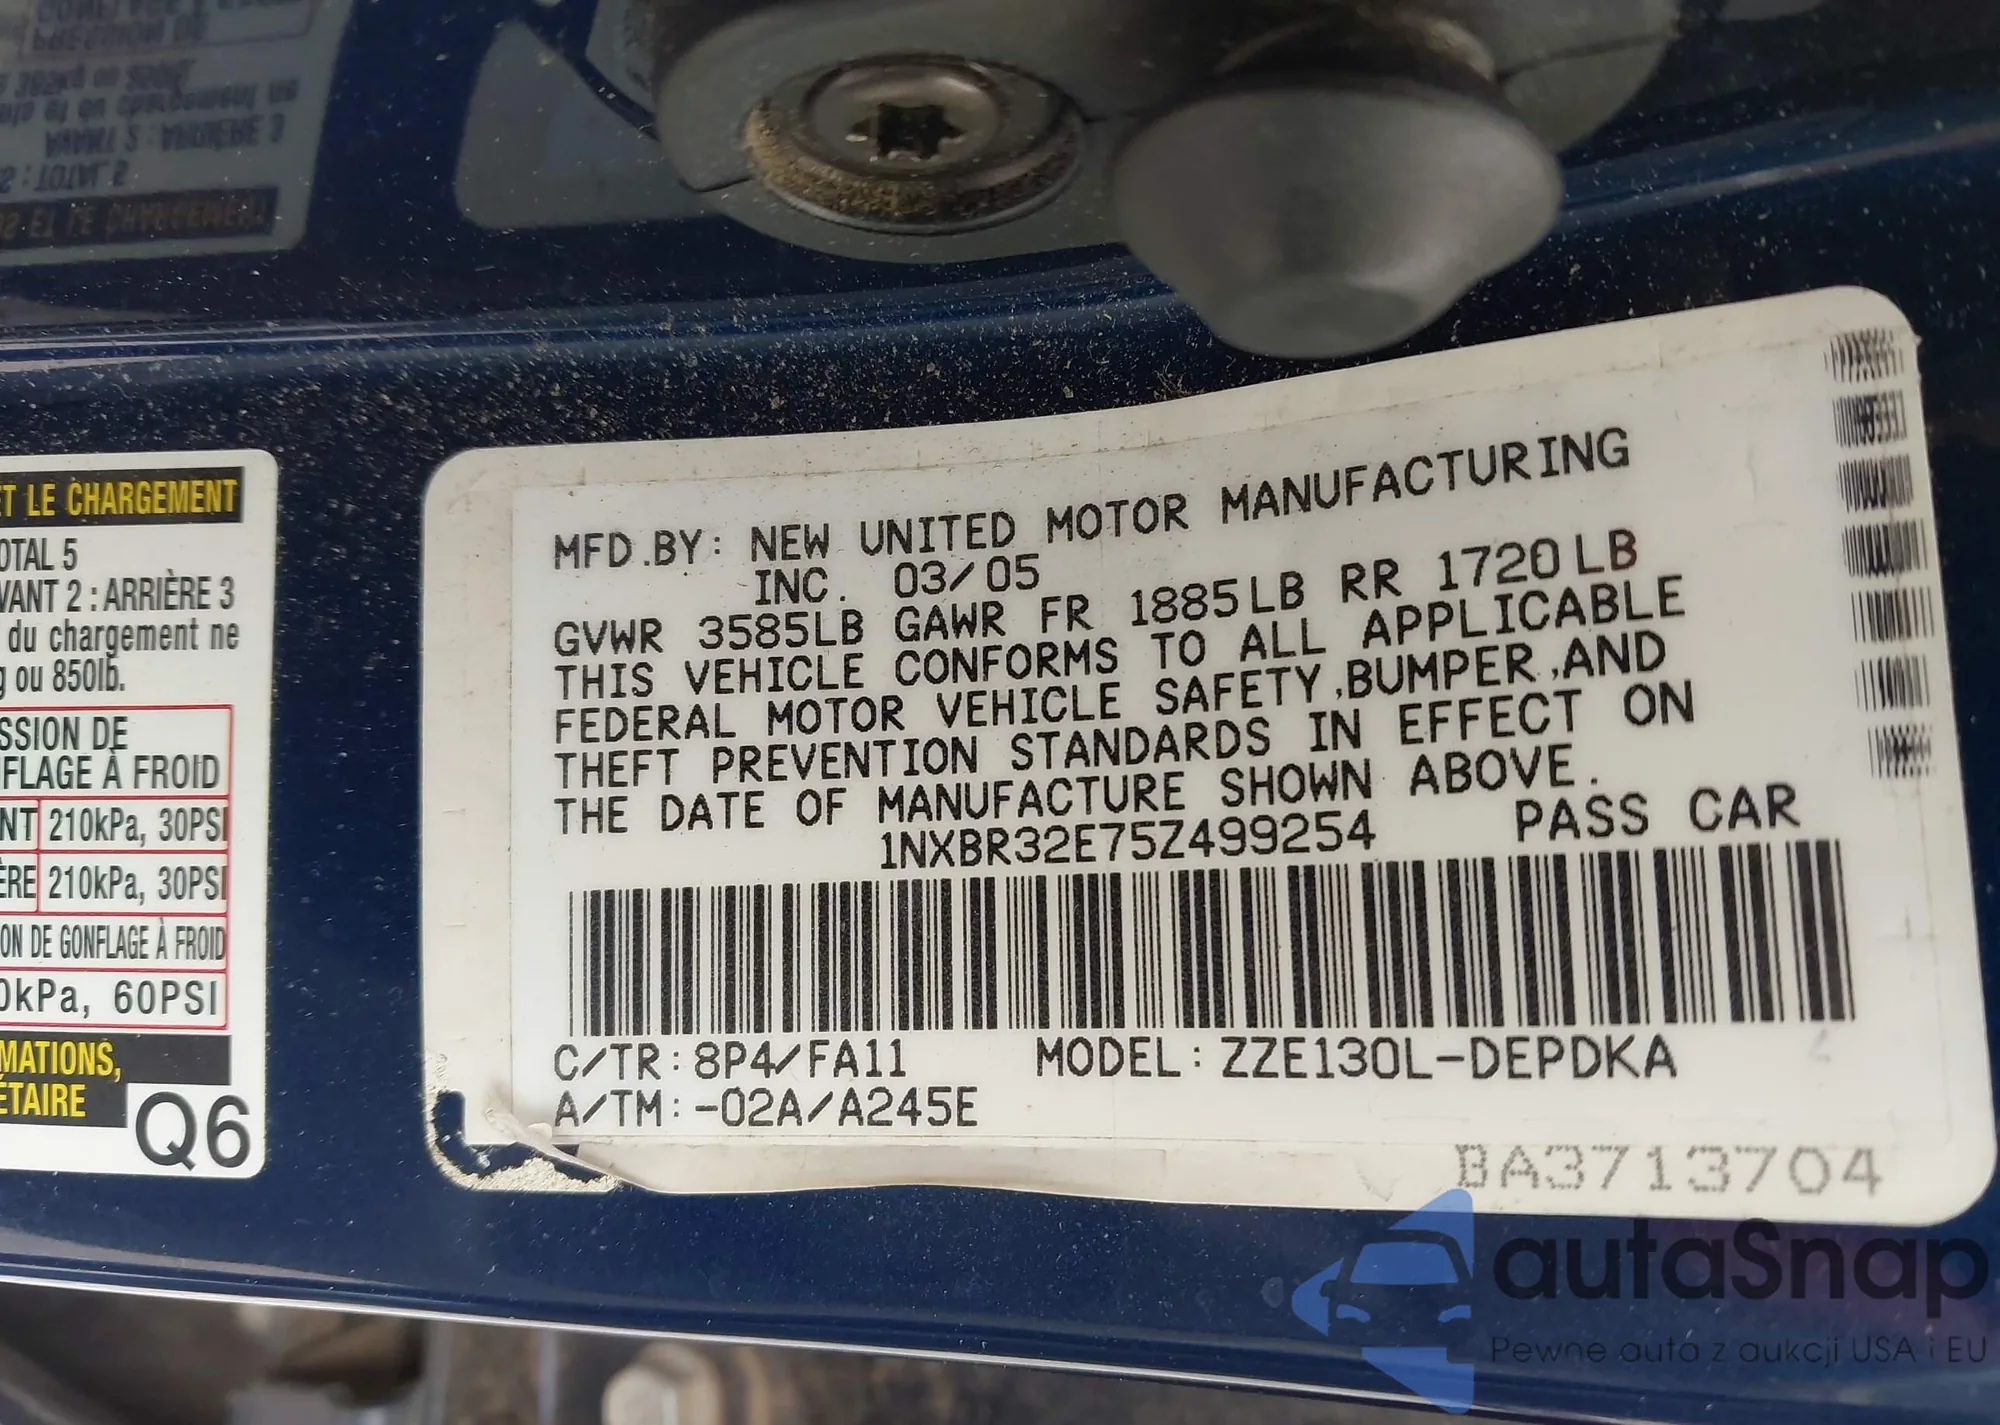 ET LE CHARGEMENT
OTAL 5
VANT 2 : ARRIÈRE 3
du chargement ne
g ou 850lb.
SSION DE
FLAGE À FROID
NT 210kPa, 30PSI
ÈRE 210kPa, 30PSI
ON DE GONFLAGE À FROID
0kPa, 60PSI
MATIONS,
ÉTAIRE
Q6
MFD.BY: NEW UNITED MOTOR MANUFACTURING
INC. 03/05
GVWR 3585LB GAWR FR 1885LB RR 1720LB
THIS VEHICLE CONFORMS TO ALL APPLICABLE
FEDERAL MOTOR VEHICLE SAFETY,BUMPER,AND
THEFT PREVENTION STANDARDS IN EFFECT ON
THE DATE OF MANUFACTURE SHOWN ABOVE.
1NXBR32E75Z499254 PASS CAR
C/TR:8P4/FA11 MODEL:ZZE130L-DEPDKA
A/TM:-02A/A245E
BA3713704
autaSnap
Pewne auta z aukcji USA i EU